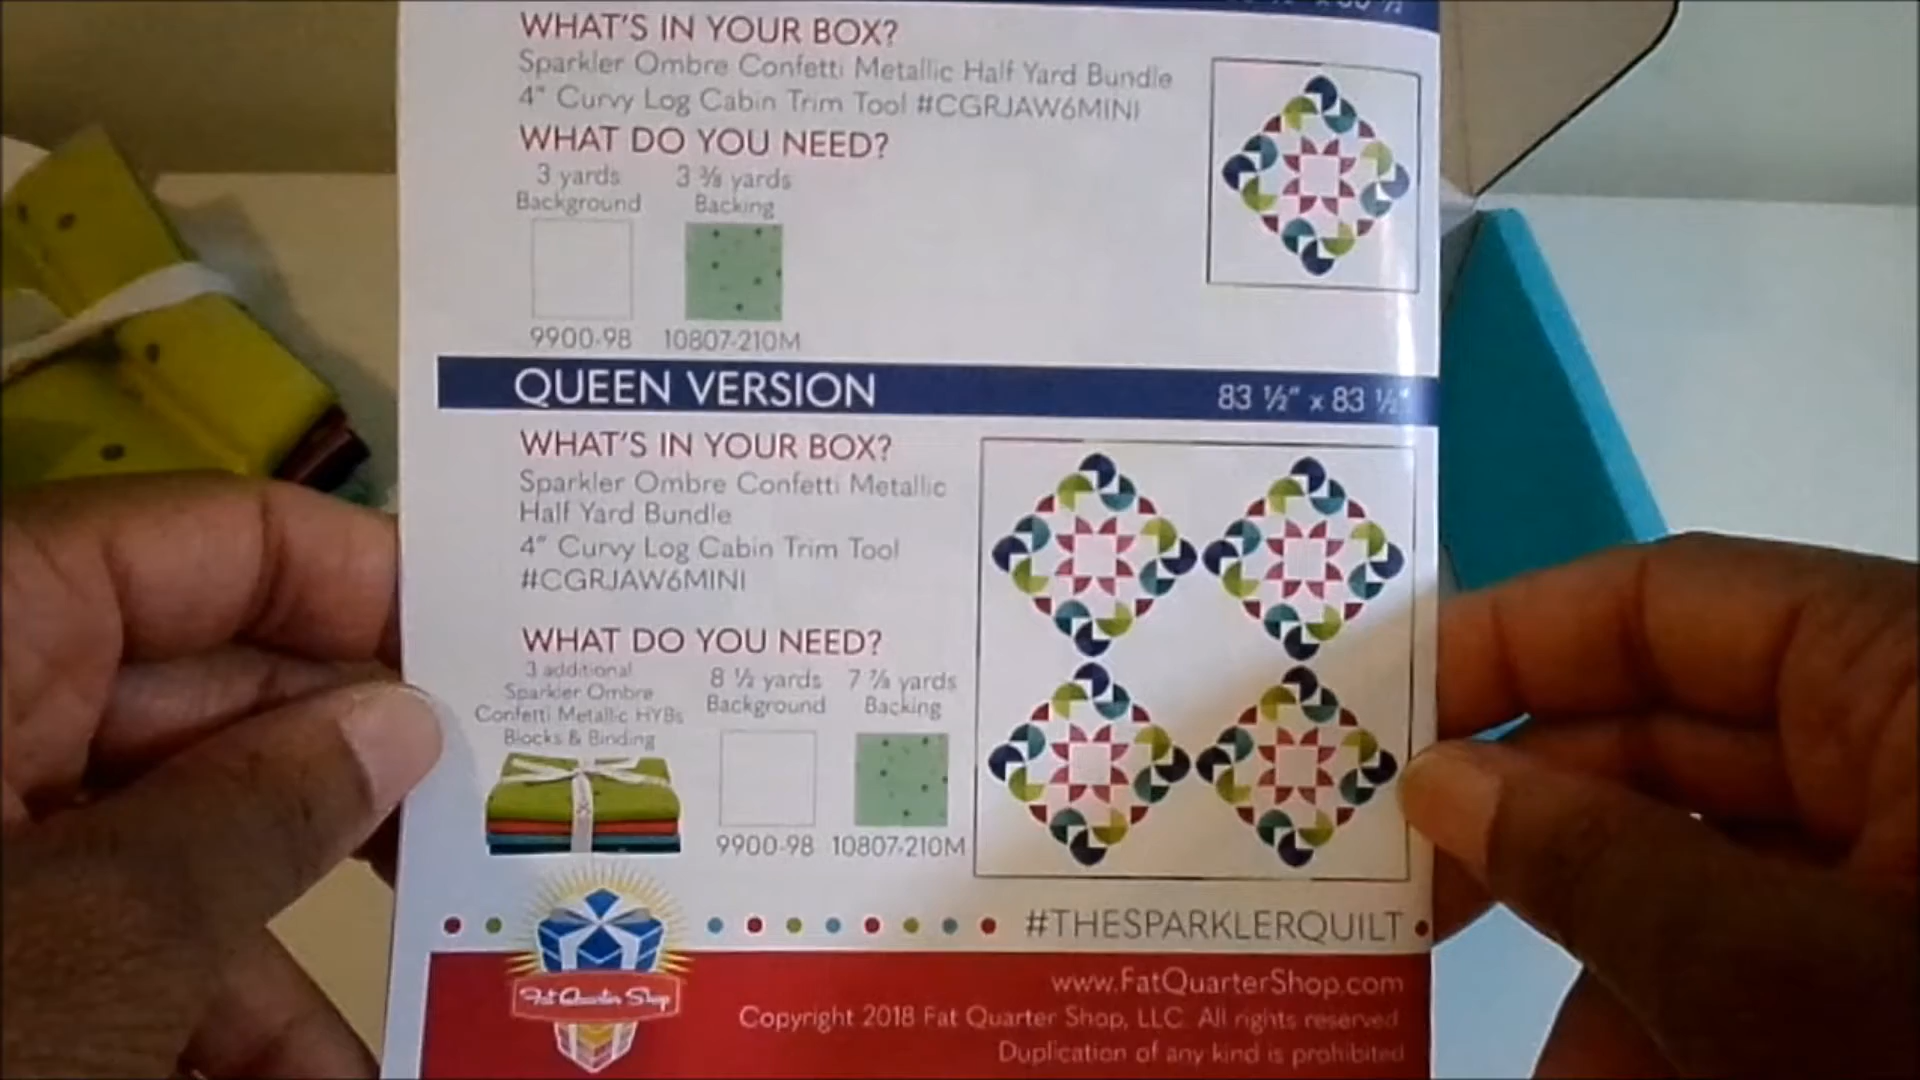 WHAT'S IN YOUR BOX?
Sparkler Ombre Confetti Metallic Half Yard Bundle
4" Curvy Log Cabin Trim Tool #CGRJAW6MINI
WHAT DO YOU NEED?
3 yards
Background
3 ⅜ yards
Backing
9900-98
10807-210M
QUEEN VERSION
83 ½" x 83 ½"
WHAT'S IN YOUR BOX?
Sparkler Ombre Confetti Metallic
Half Yard Bundle
4" Curvy Log Cabin Trim Tool
#CGRJAW6MINI
WHAT DO YOU NEED?
3 additional
Sparkler Ombre
Confetti Metallic HYBs
Blocks & Binding
8 ½ yards
Background
7 ⅞ yards
Backing
9900-98
10807-210M
#THESPARKLERQUILT
Fat Quarter Shop
www.FatQuarterShop.com
Copyright 2018 Fat Quarter Shop, LLC. All rights reserved
Duplication of any kind is prohibited